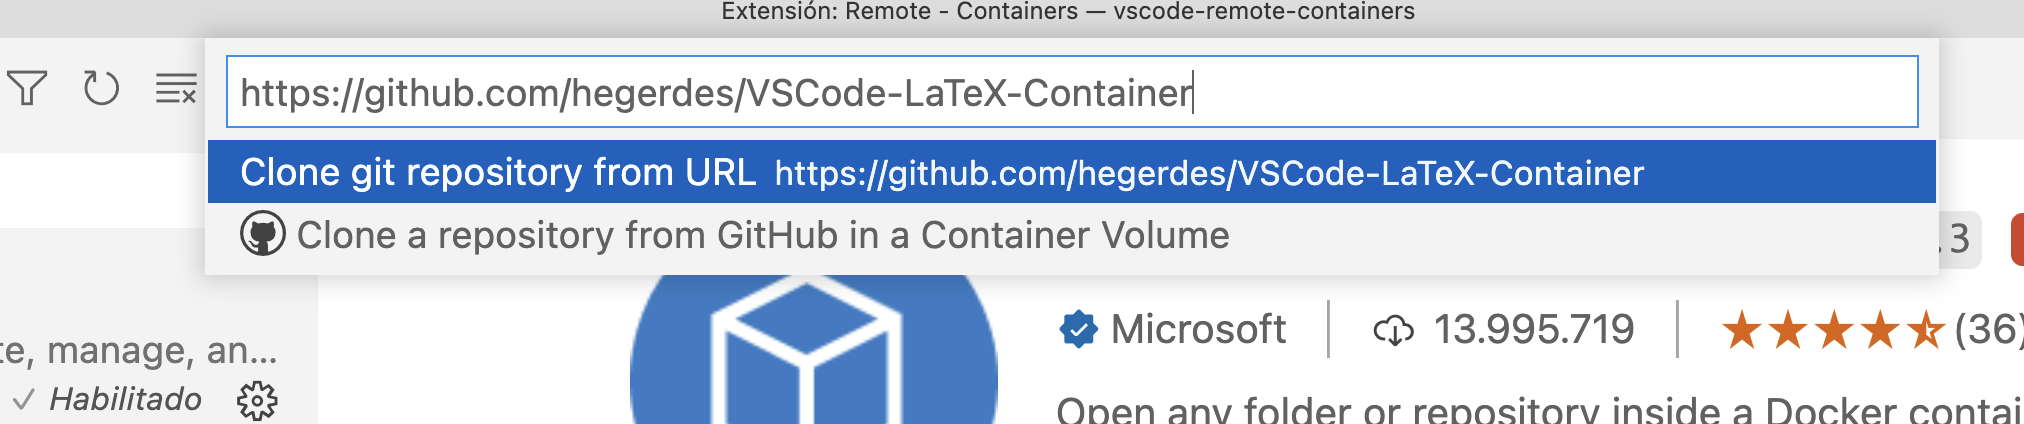 Extensión: Remote - Containers — vscode-remote-containers
https://github.com/hegerdes/VSCode-LaTeX-Container
Clone git repository from URL https://github.com/hegerdes/VSCode-LaTeX-Container
Clone a repository from GitHub in a Container Volume
.3
Microsoft 13.995.719 (36)
te, manage, an...
Habilitado
Open any folder or repository inside a Docker contai